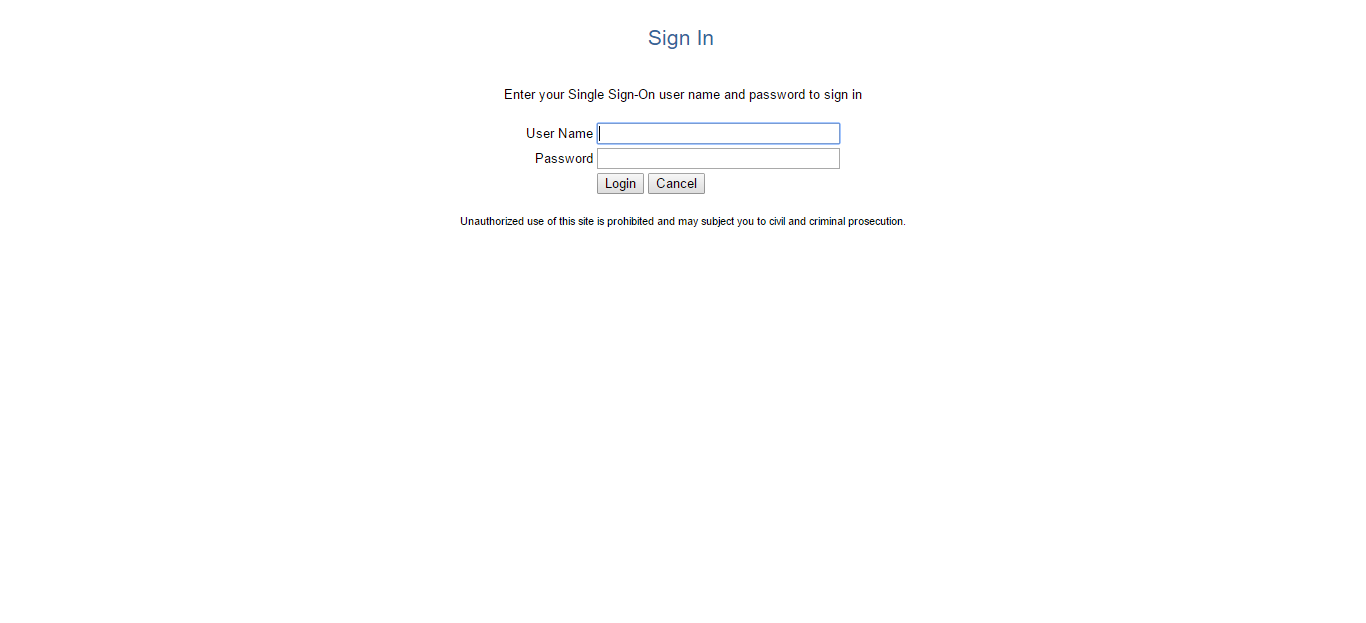 Sign In
Enter your Single Sign-On user name and password to sign in
User Name
Password
Login Cancel
Unauthorized use of this site is prohibited and may subject you to civil and criminal prosecution.